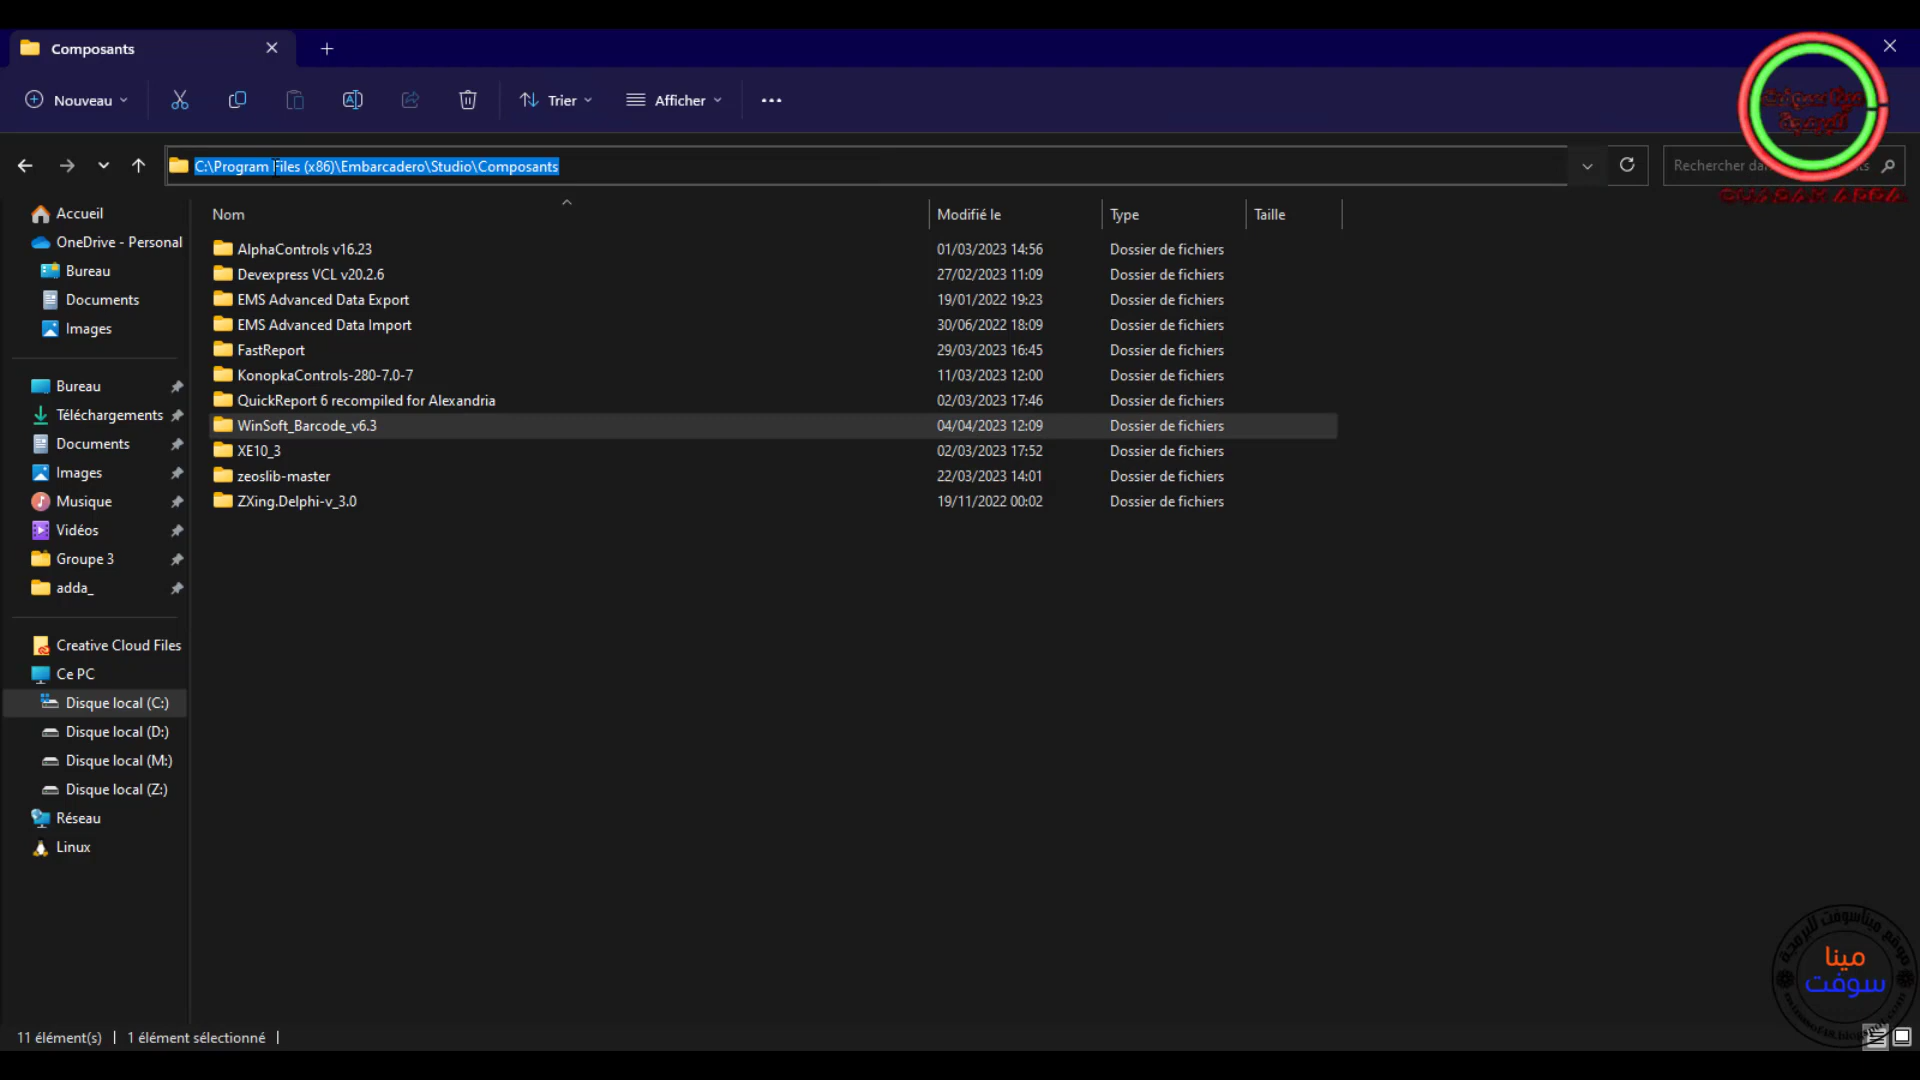 Composants
Nouveau
Trier
Afficher
C:\Program Files (x86)\Embarcadero\Studio\Composants
Rechercher dan
Nom Modifié le Type Taille
AlphaControls v16.23 01/03/2023 14:56 Dossier de fichiers
Devexpress VCL v20.2.6 27/02/2023 11:09 Dossier de fichiers
EMS Advanced Data Export 19/01/2022 19:23 Dossier de fichiers
EMS Advanced Data Import 30/06/2022 18:09 Dossier de fichiers
FastReport 29/03/2023 16:45 Dossier de fichiers
KonopkaControls-280-7.0-7 11/03/2023 12:00 Dossier de fichiers
QuickReport 6 recompiled for Alexandria 02/03/2023 17:46 Dossier de fichiers
WinSoft_Barcode_v6.3 04/04/2023 12:09 Dossier de fichiers
XE10_3 02/03/2023 17:52 Dossier de fichiers
zeoslib-master 22/03/2023 14:01 Dossier de fichiers
ZXing.Delphi-v_3.0 19/11/2022 00:02 Dossier de fichiers
Accueil
OneDrive - Personal
Bureau
Documents
Images
Bureau
Téléchargements
Documents
Images
Musique
Vidéos
Groupe 3
adda_
Creative Cloud Files
Ce PC
Disque local (C:)
Disque local (D:)
Disque local (M:)
Disque local (Z:)
Réseau
Linux
موقع ميناسوفت للبرمجة
مينا
سوفت
11 élément(s)
1 élément sélectionné